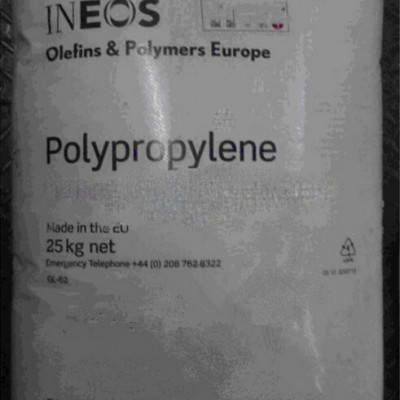 INEOS
Olefins & Polymers Europe
Polypropylene
Made in the EU
25 kg net
Emergency Telephone +44 (0) 208 762 8322